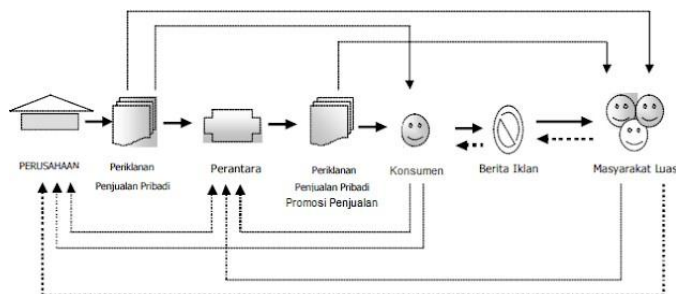 PERUSAHAAN
Periklanan
Penjualan Pribadi
Perantara
Periklanan
Penjualan Pribadi
Promosi Penjualan
Konsumen
Berita Iklan
Masyarakat Luas